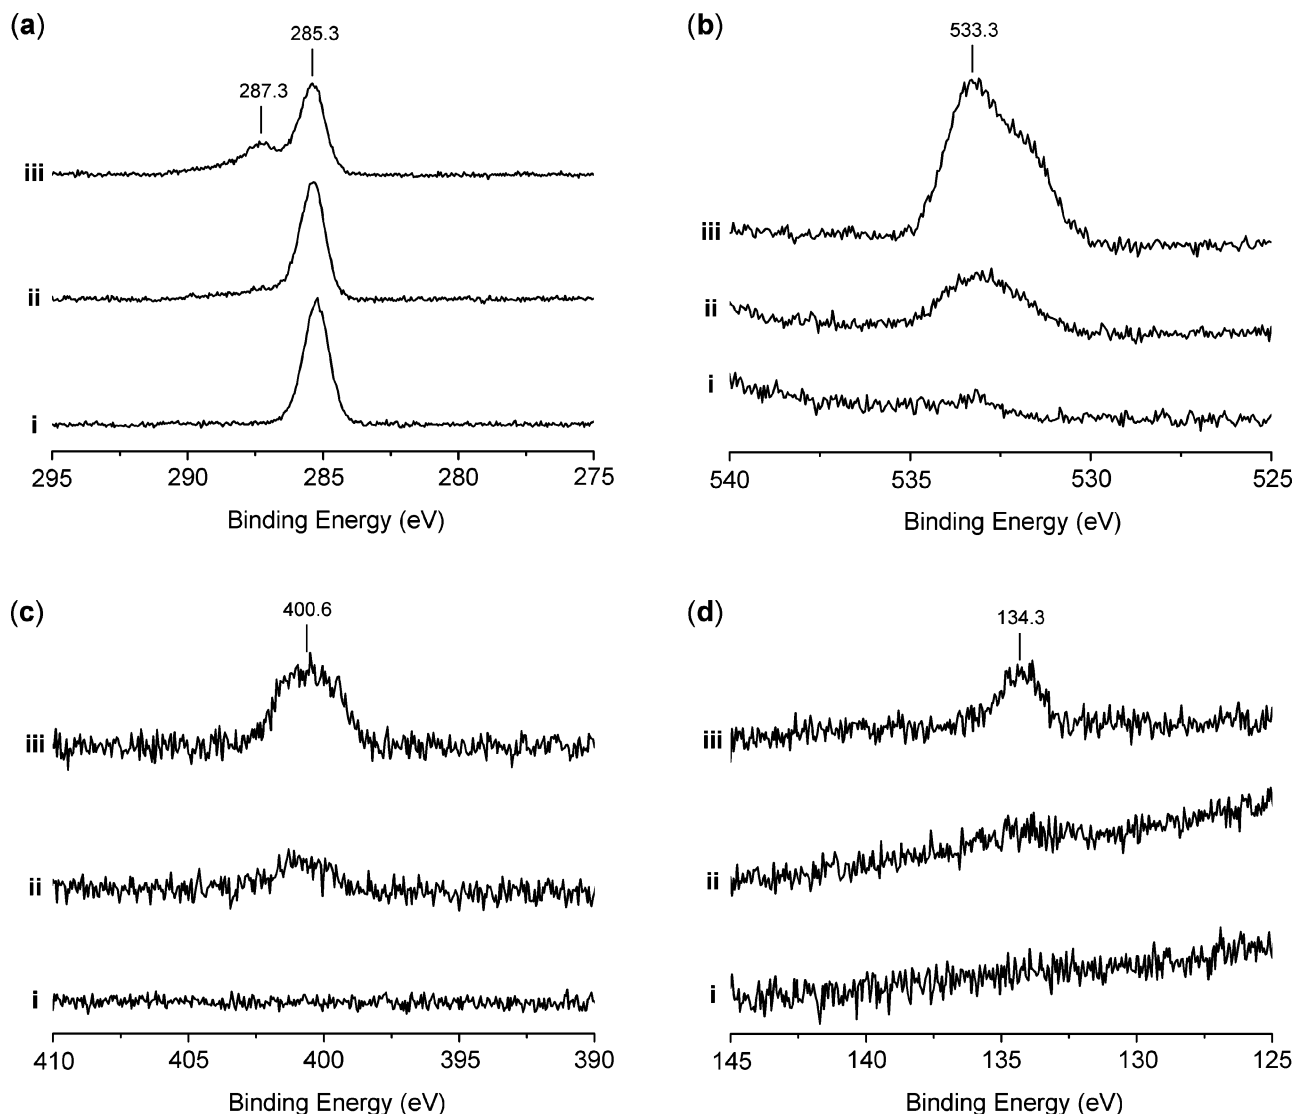 (a)
285.3
287.3
iii
ii
i
295 290 285 280 275
Binding Energy (eV)
(b)
533.3
iii
ii
i
540 535 530 525
Binding Energy (eV)
(c)
400.6
iii
ii
i
410 405 400 395 390
Binding Energy (eV)
(d)
134.3
iii
ii
i
145 140 135 130 125
Binding Energy (eV)